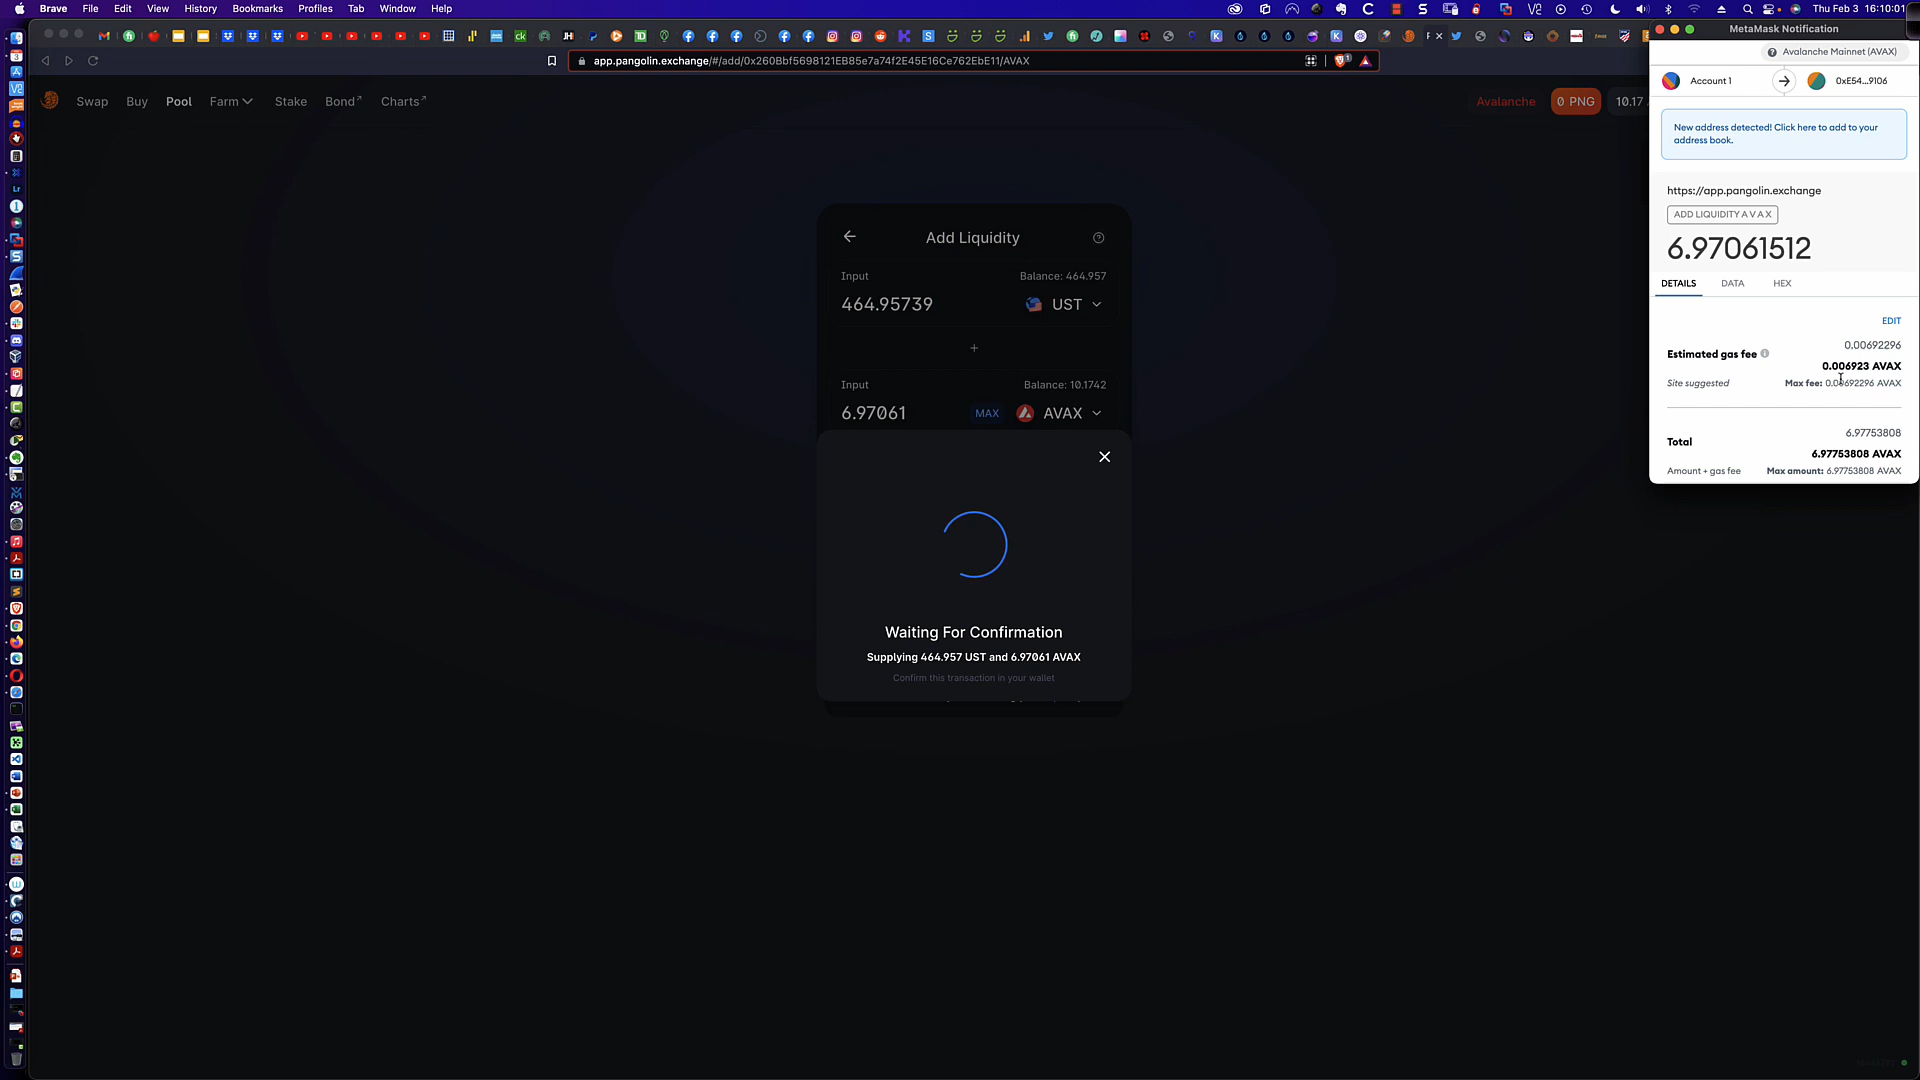 Brave File Edit View History Bookmarks Profiles Tab Window Help
Thu Feb 3 16:10:01
app.pangolin.exchange/#/add/0x260Bbf5698121EB85e7a74f2E45E16Ce762EbE11/AVAX
Swap Buy Pool Farm Stake Bond Charts
Avalanche 0 PNG 10.17
Add Liquidity
Input Balance: 464.957
464.95739 UST
+
Input Balance: 10.1742
6.97061 MAX AVAX
Waiting For Confirmation
Supplying 464.957 UST and 6.97061 AVAX
Confirm this transaction in your wallet
MetaMask Notification
Avalanche Mainnet (AVAX)
Account 1 0xE54...9106
New address detected! Click here to add to your
address book.
https://app.pangolin.exchange
ADD LIQUIDITY A V A X
6.97061512
DETAILS DATA HEX
EDIT
0.00692296
Estimated gas fee
0.006923 AVAX
Site suggested Max fee: 0.00692296 AVAX
6.97753808
Total
6.97753808 AVAX
Amount + gas fee Max amount: 6.97753808 AVAX